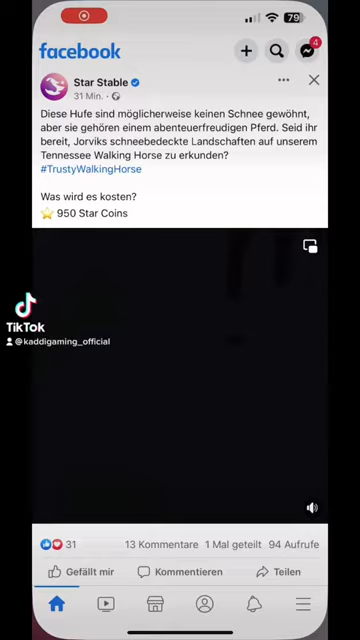 79
facebook
4
Star Stable
31 Min.
Diese Hufe sind möglicherweise keinen Schnee gewöhnt,
aber sie gehören einem abenteuerfreudigen Pferd. Seid ihr
bereit, Jorviks schneebedeckte Landschaften auf unserem
Tennessee Walking Horse zu erkunden?
#TrustyWalkingHorse
Was wird es kosten?
⭐ 950 Star Coins
TikTok
@kaddigaming_official
31
13 Kommentare 1 Mal geteilt 94 Aufrufe
Gefällt mir
Kommentieren
Teilen